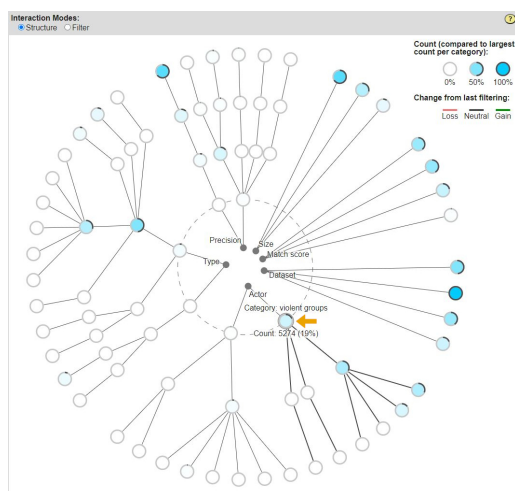 Interaction Modes:
Structure Filter
?
Count (compared to largest
count per category):
0% 50% 100%
Change from last filtering:
Loss Neutral Gain
Precision
Size
Match score
Type
Dataset
Actor
Category: violent groups
Count: 5274 (19%)